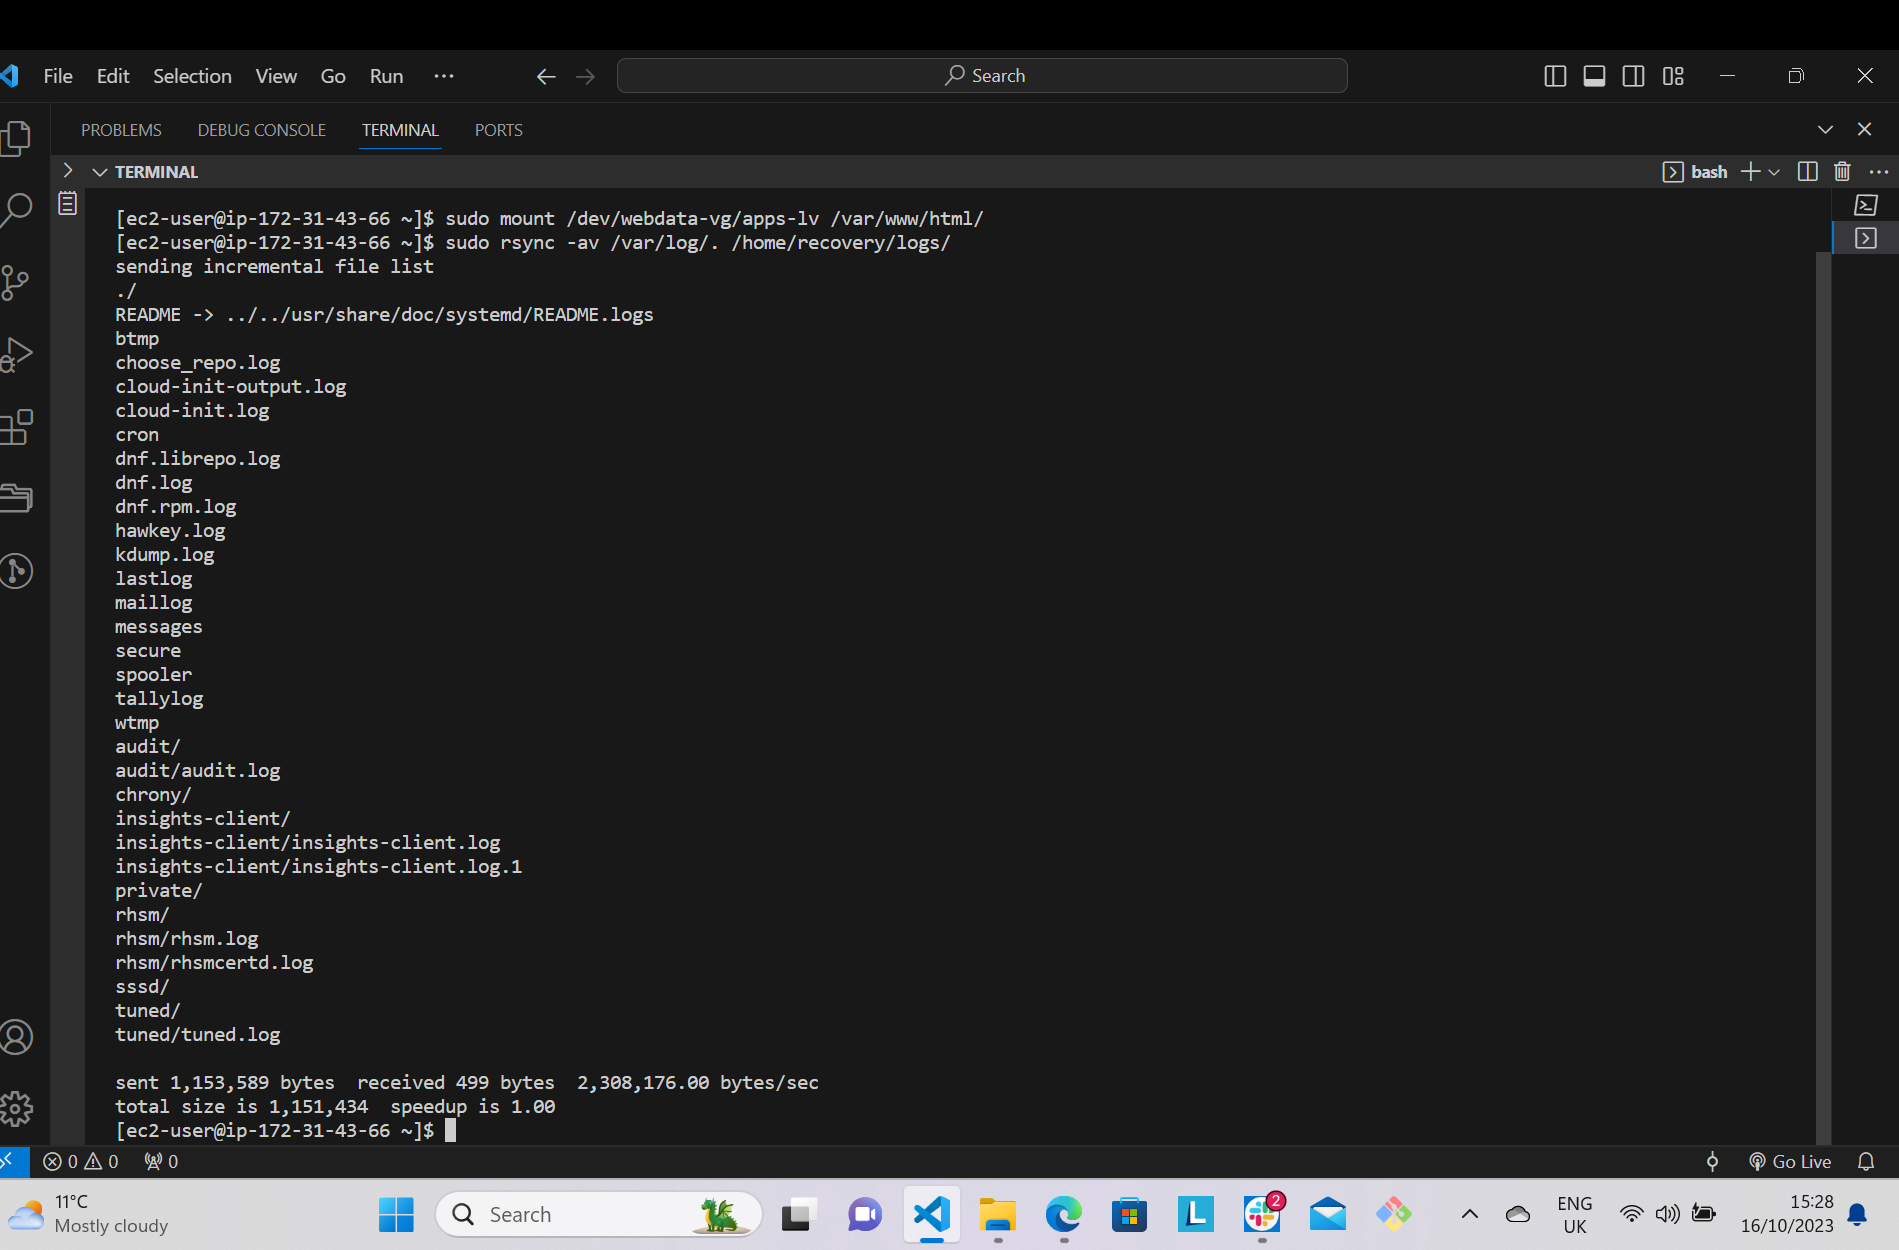 File Edit Selection View Go Run ···
Search
PROBLEMS DEBUG CONSOLE TERMINAL PORTS
TERMINAL
bash
[ec2-user@ip-172-31-43-66 ~]$ sudo mount /dev/webdata-vg/apps-lv /var/www/html/
[ec2-user@ip-172-31-43-66 ~]$ sudo rsync -av /var/log/. /home/recovery/logs/
sending incremental file list
./
README -> ../../usr/share/doc/systemd/README.logs
btmp
choose_repo.log
cloud-init-output.log
cloud-init.log
cron
dnf.librepo.log
dnf.log
dnf.rpm.log
hawkey.log
kdump.log
lastlog
maillog
messages
secure
spooler
tallylog
wtmp
audit/
audit/audit.log
chrony/
insights-client/
insights-client/insights-client.log
insights-client/insights-client.log.1
private/
rhsm/
rhsm/rhsm.log
rhsm/rhsmcertd.log
sssd/
tuned/
tuned/tuned.log
sent 1,153,589 bytes  received 499 bytes  2,308,176.00 bytes/sec
total size is 1,151,434  speedup is 1.00
[ec2-user@ip-172-31-43-66 ~]$
0 0 0
Go Live
11°C
Mostly cloudy
Search
L
2
ENG
UK
15:28
16/10/2023